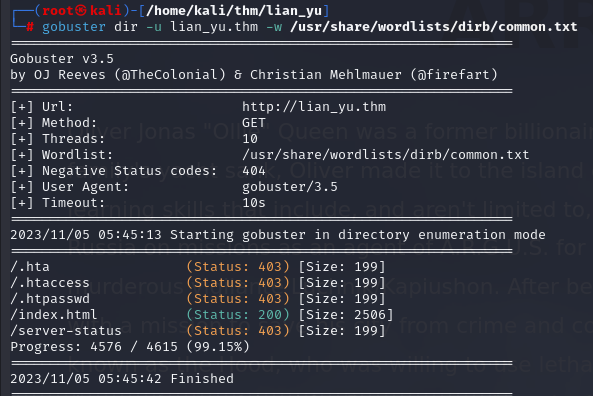 ┌──(root㉿kali)-[/home/kali/thm/lian_yu]
└─# gobuster dir -u lian_yu.thm -w /usr/share/wordlists/dirb/common.txt
===============================================================
Gobuster v3.5
by OJ Reeves (@TheColonial) & Christian Mehlmauer (@firefart)
===============================================================
[+] Url:                     http://lian_yu.thm
[+] Method:                  GET
[+] Threads:                 10
[+] Wordlist:                /usr/share/wordlists/dirb/common.txt
[+] Negative Status codes:   404
[+] User Agent:              gobuster/3.5
[+] Timeout:                 10s
===============================================================
2023/11/05 05:45:13 Starting gobuster in directory enumeration mode
===============================================================
/.hta                 (Status: 403) [Size: 199]
/.htaccess            (Status: 403) [Size: 199]
/.htpasswd            (Status: 403) [Size: 199]
/index.html           (Status: 200) [Size: 2506]
/server-status        (Status: 403) [Size: 199]
Progress: 4576 / 4615 (99.15%)
===============================================================
2023/11/05 05:45:42 Finished
===============================================================